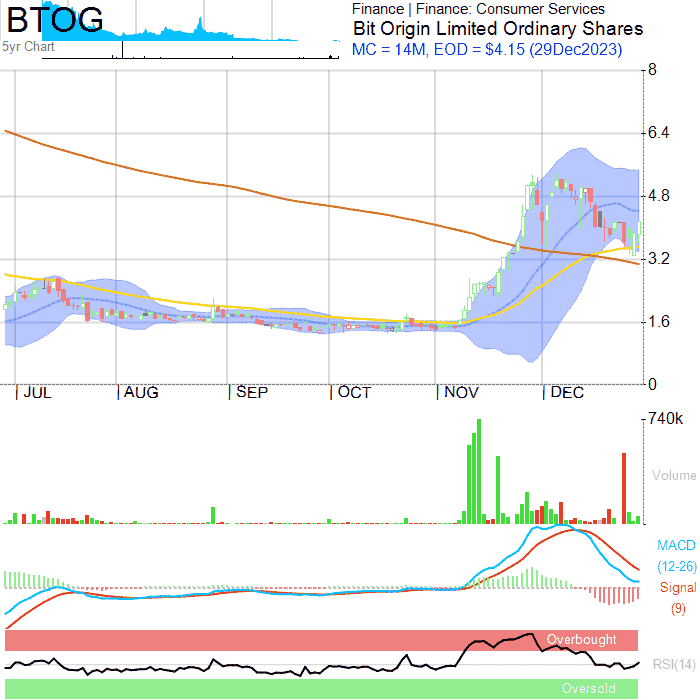 BTOG
5yr Chart
Finance | Finance: Consumer Services
Bit Origin Limited Ordinary Shares
MC = 14M, EOD = $4.15 (29Dec2023)
8
6.4
4.8
3.2
1.6
0
JUL AUG SEP OCT NOV DEC
740k
Volume
MACD
(12-26)
Signal
(9)
Overbought
RSI(14)
Oversold